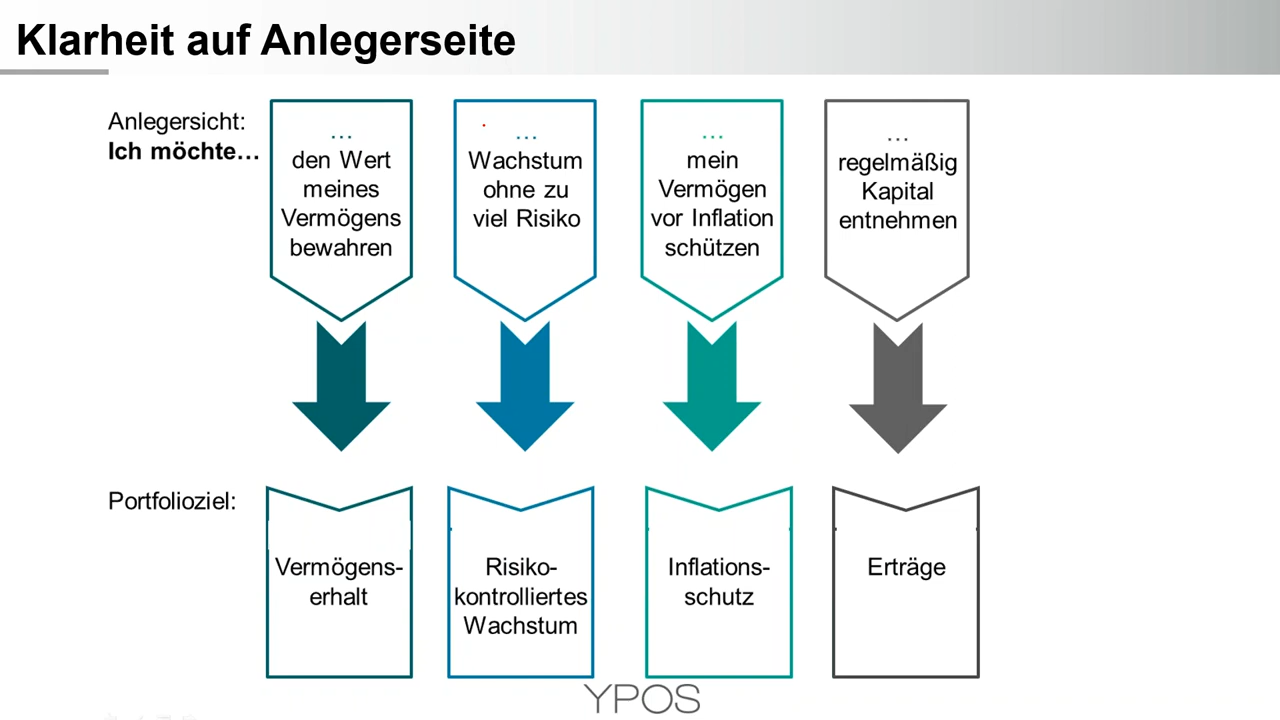 Klarheit auf Anlegerseite
Anlegersicht:
Ich möchte…
…
den Wert
meines
Vermögens
bewahren
…
Wachstum
ohne zu
viel Risiko
…
mein
Vermögen
vor Inflation
schützen
…
regelmäßig
Kapital
entnehmen
Portfolioziel:
Vermögens-
erhalt
Risiko-
kontrolliertes
Wachstum
Inflations-
schutz
Erträge
YPOS